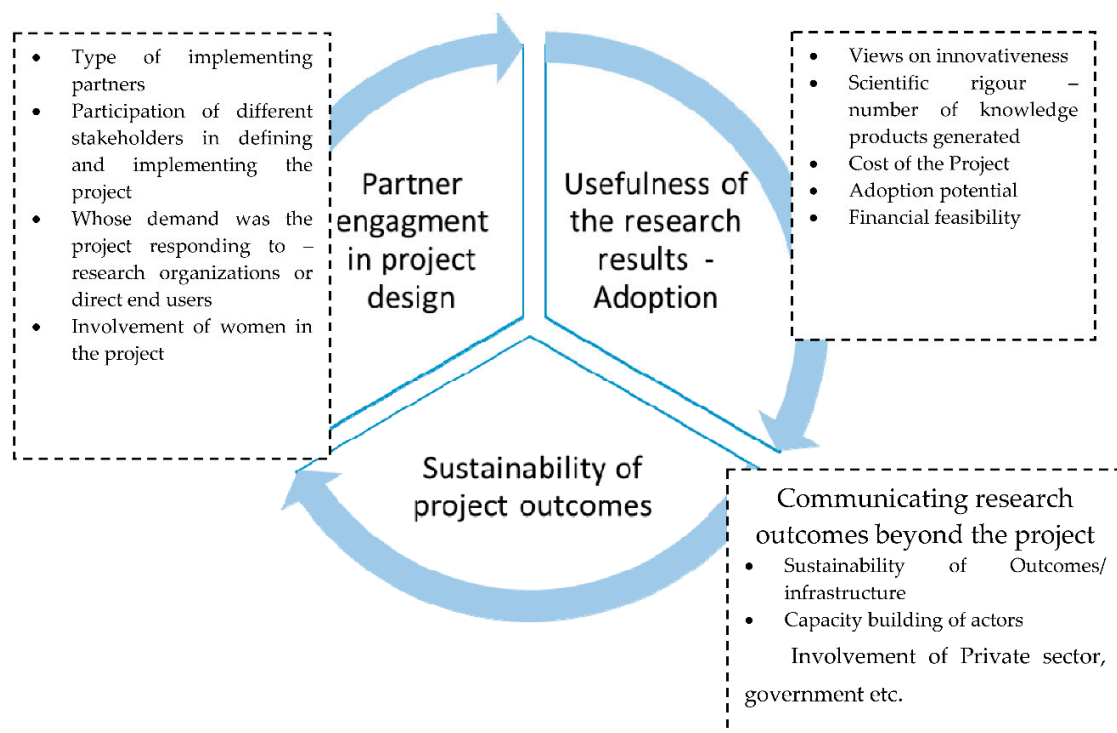 • Type of implementing
partners
• Participation of different
stakeholders in defining
and implementing the
project
• Whose demand was the
project responding to –
research organizations or
direct end users
• Involvement of women in
the project
Partner
engagment
in project
design
Usefulness of
the research
results -
Adoption
• Views on innovativeness
• Scientific rigour –
number of knowledge
products generated
• Cost of the Project
• Adoption potential
• Financial feasibility
Sustainability of
project outcomes
Communicating research
outcomes beyond the project
• Sustainability of Outcomes/
infrastructure
• Capacity building of actors
Involvement of Private sector,
government etc.